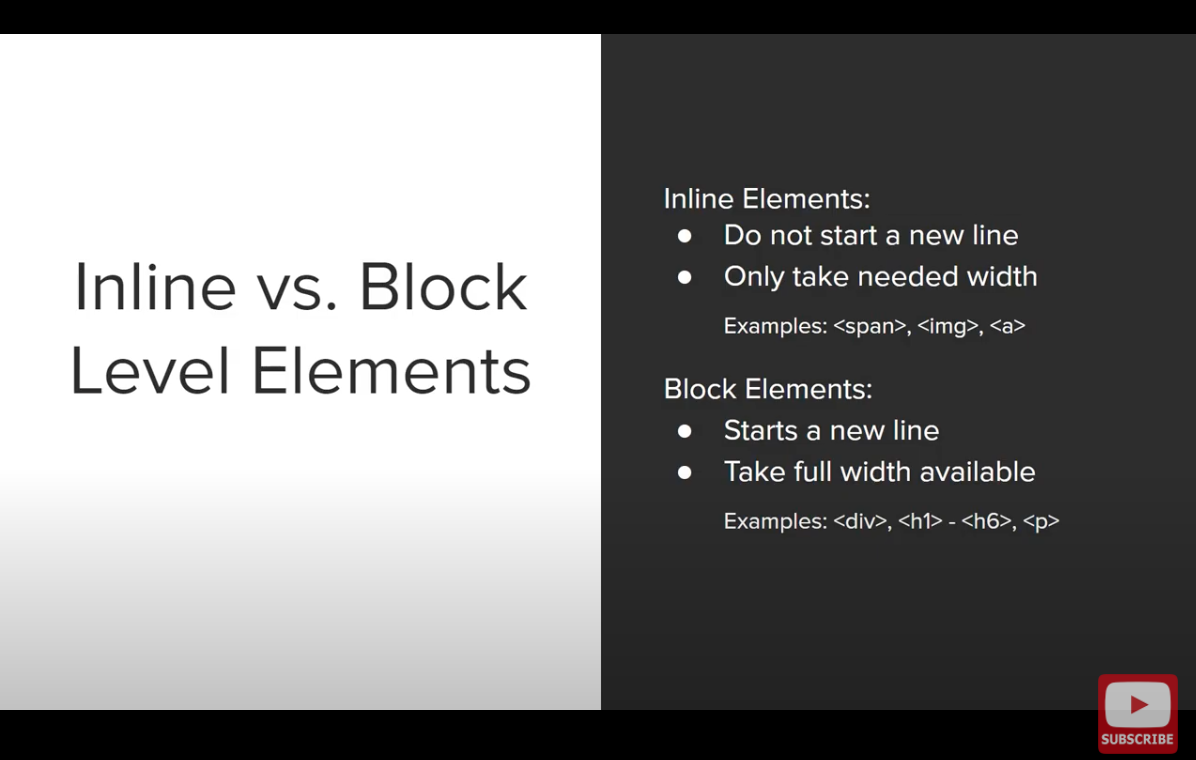 Inline vs. Block
Level Elements
Inline Elements:
● Do not start a new line
● Only take needed width
Examples: <span>, <img>, <a>
Block Elements:
● Starts a new line
● Take full width available
Examples: <div>, <h1> - <h6>, <p>
SUBSCRIBE